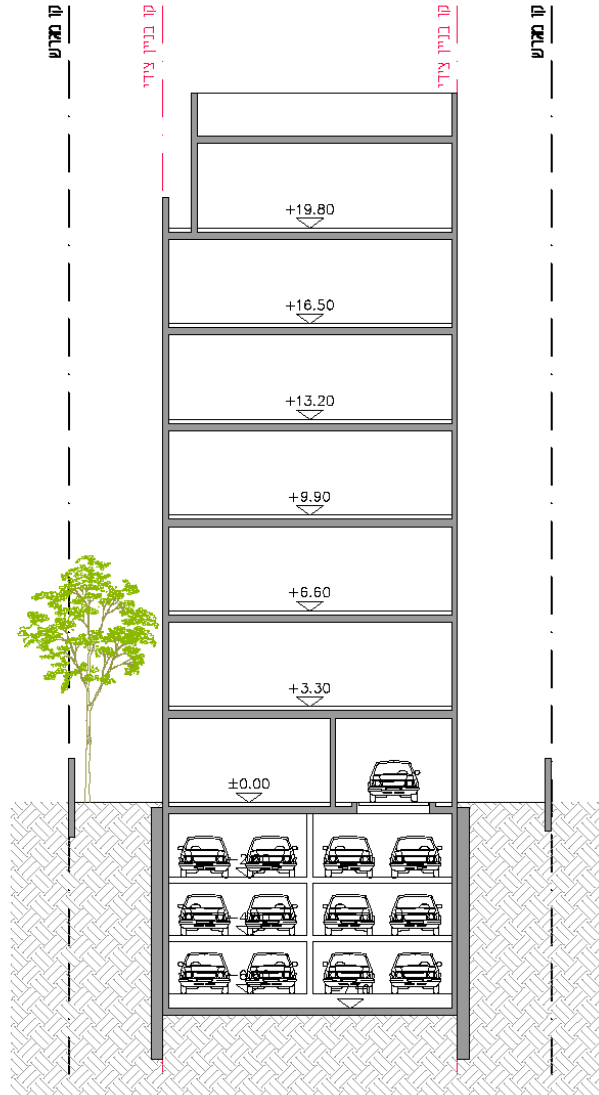 קו מגרש
קו בניין צידי
קו בניין צידי
קו מגרש
+19.80
+16.50
+13.20
+9.90
+6.60
+3.30
±0.00